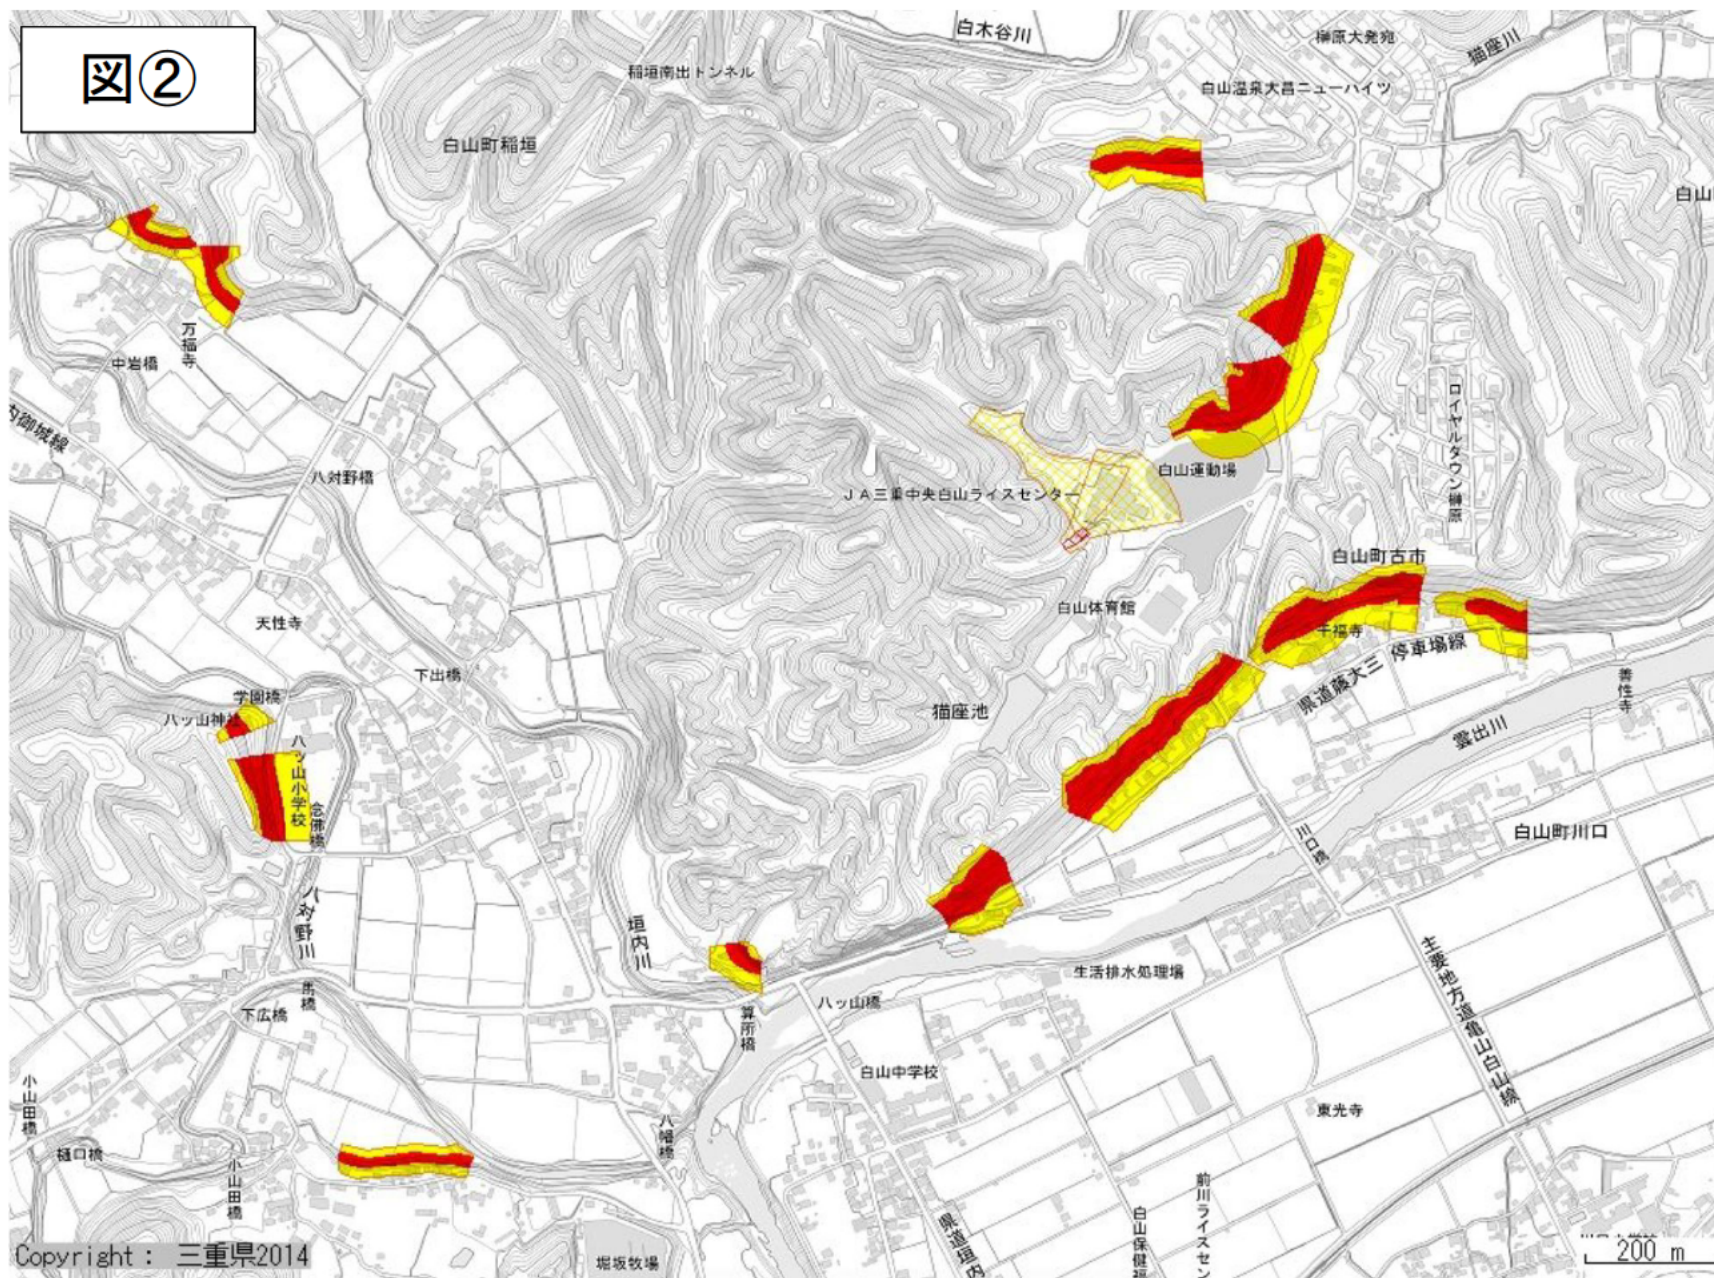 図②
白木谷川
榊原大発宛
猫座川
稲垣南出トンネル
白山温泉大昌ニューハイツ
白山町稲垣
白山
万福寺
中岩橋
内御城線
八対野橋
ロイヤルタウン榊原
白山運動場
JA三重中央白山ライスセンター
白山町古市
白山体育館
天性寺
千福寺
県道藤大三 停車場線
下出橋
善性寺
学園橋
八ッ山神社
猫座池
雲出川
八ッ山小学校
念佛橋
川口橋
白山町川口
八対野川
垣内川
主要地方道亀山白山線
生活排水処理場
馬橋
八ッ山橋
下広橋
算所橋
白山中学校
小山田橋
東光寺
八幡橋
樋口橋
小山田橋
前川ライスセン
白山保健福
県道垣内
堀坂牧場
Copyright : 三重県2014
200 m